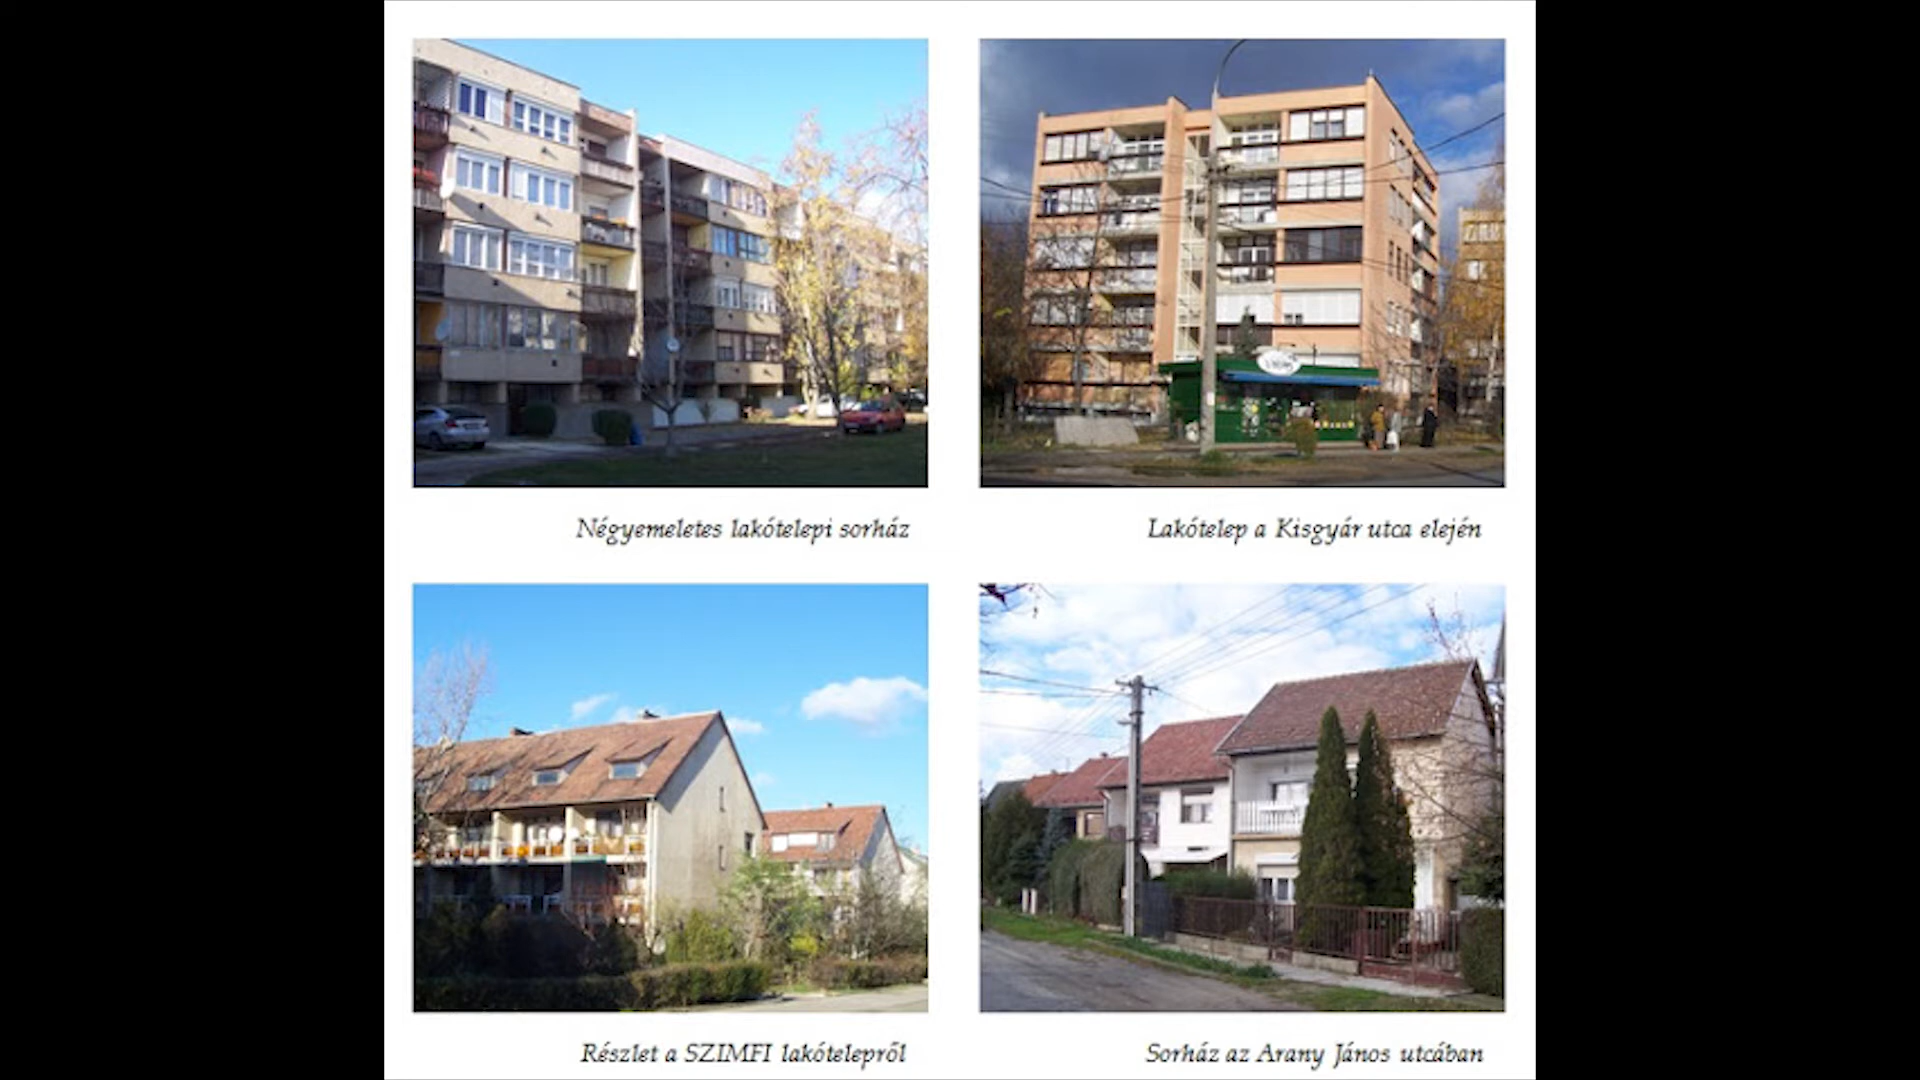 Négyemeletes lakótelepi sorház
Lakótelep a Kisgyár utca elején
Részlet a SZIMFI lakótelepről
Sorház az Arany János utcában